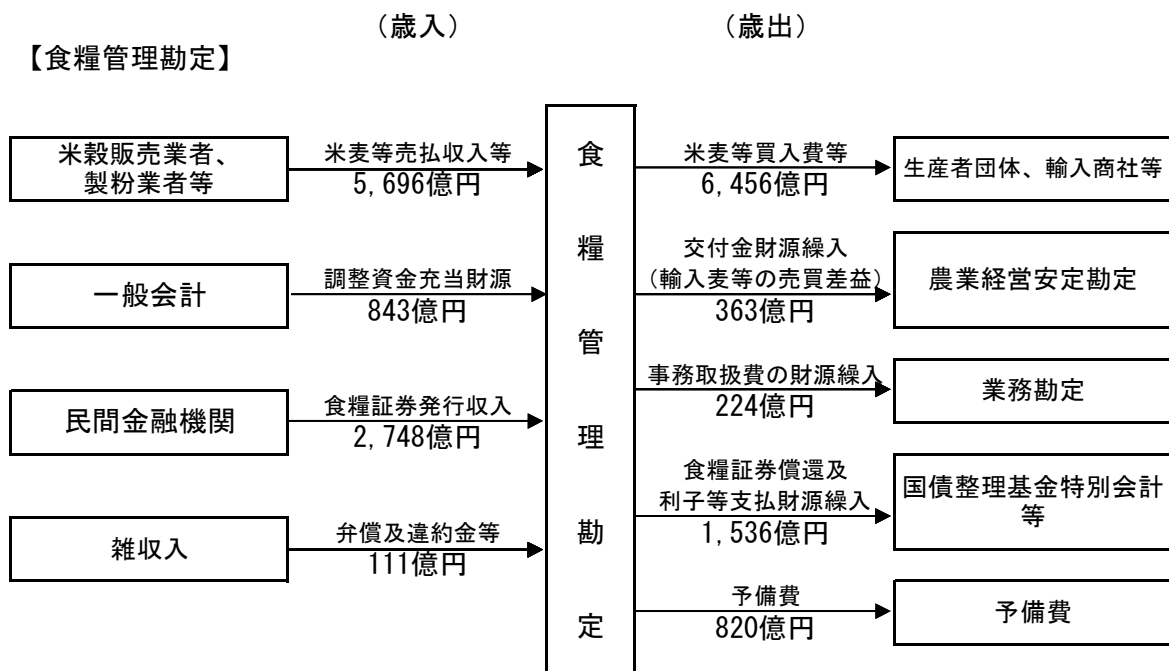 （歳入）
（歳出）
【食糧管理勘定】
米穀販売業者、
製粉業者等
米麦等売払収入等
5,696億円
一般会計
調整資金充当財源
843億円
民間金融機関
食糧証券発行収入
2,748億円
雑収入
弁償及違約金等
111億円
食
糧
管
理
勘
定
米麦等買入費等
6,456億円
生産者団体、輸入商社等
交付金財源繰入
（輸入麦等の売買差益）
363億円
農業経営安定勘定
事務取扱費の財源繰入
224億円
業務勘定
食糧証券償還及
利子等支払財源繰入
1,536億円
国債整理基金特別会計
等
予備費
820億円
予備費